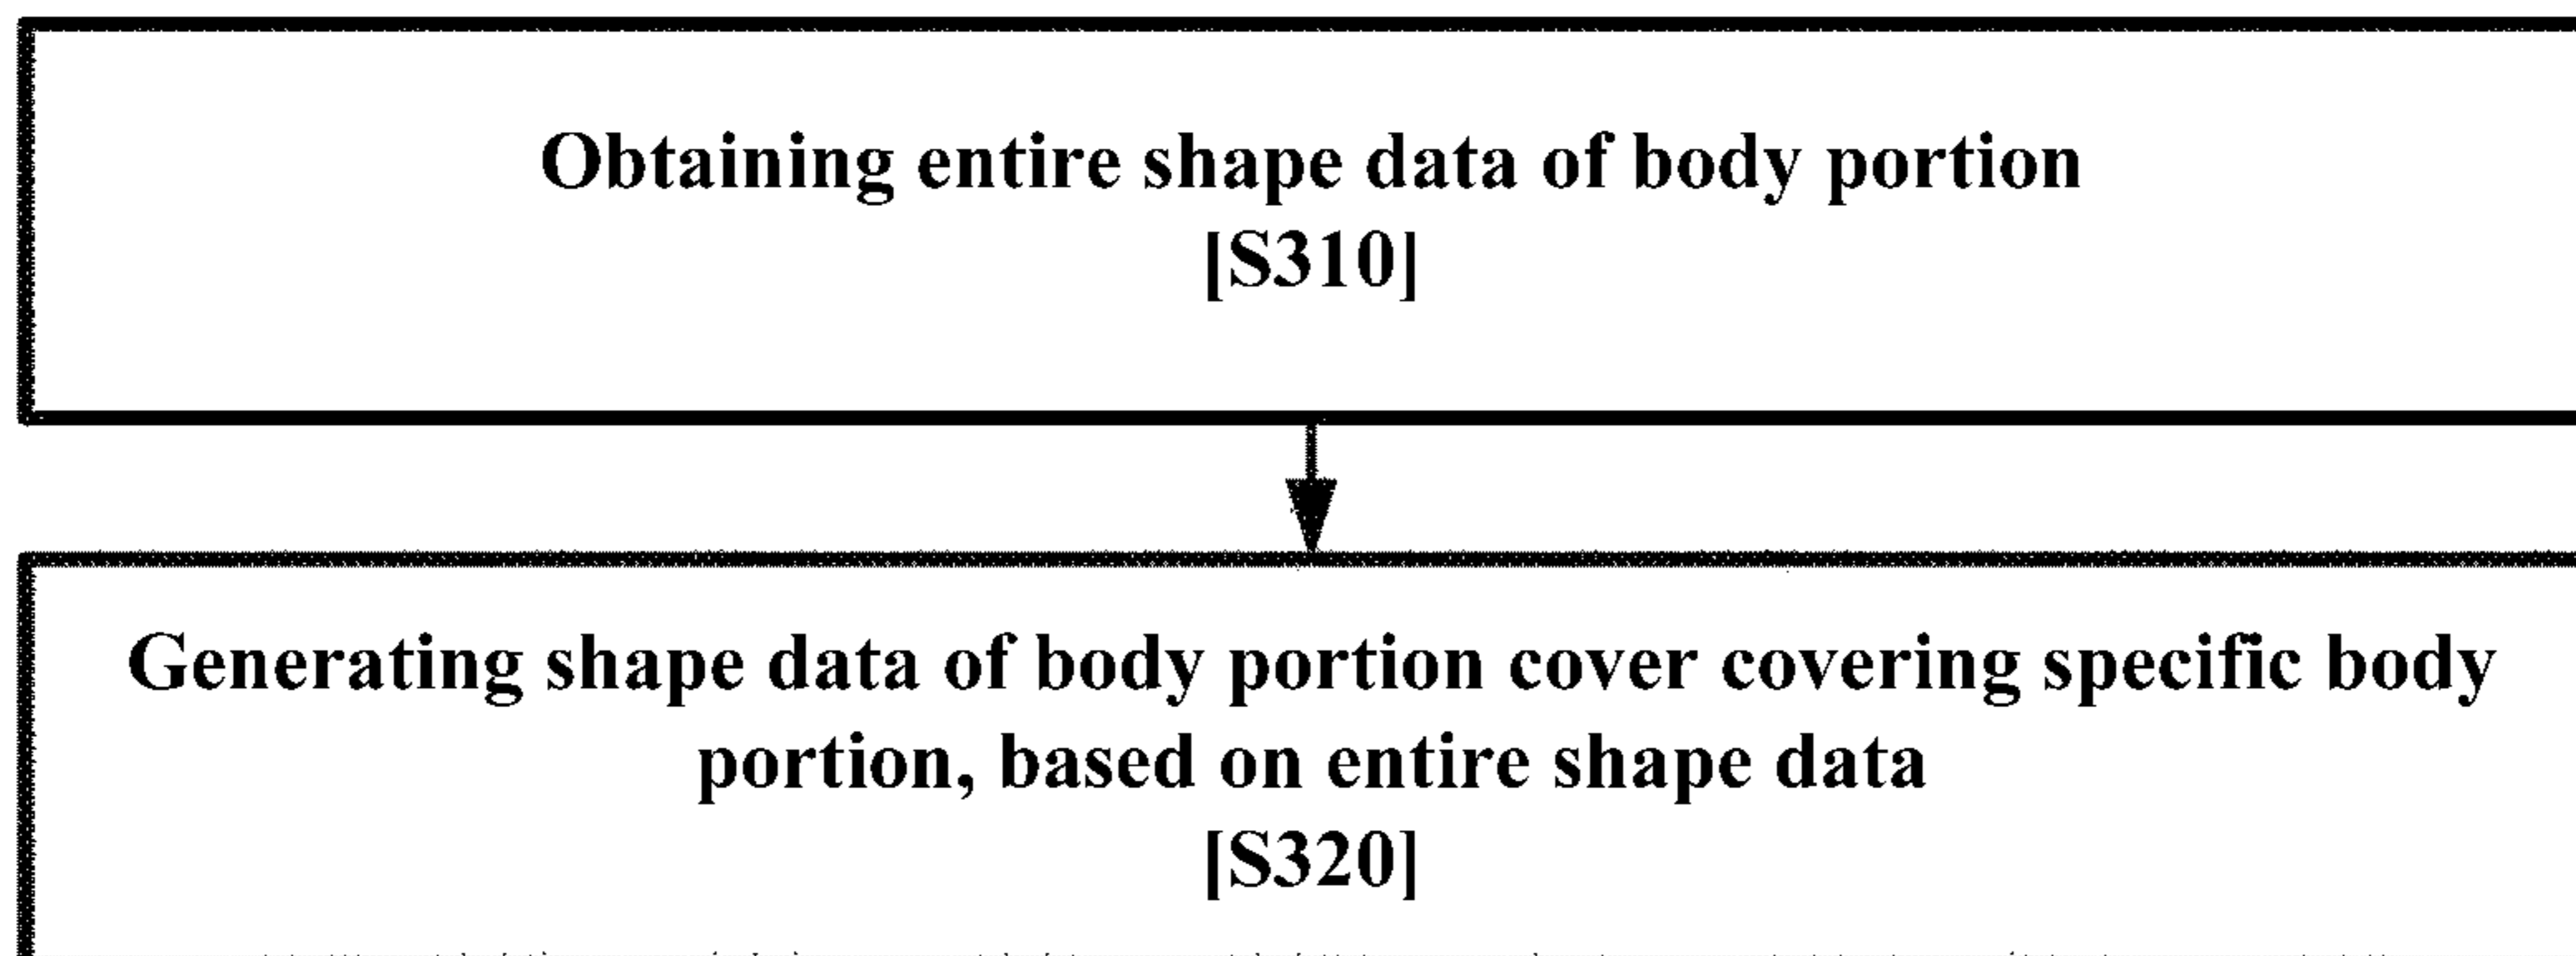 Obtaining entire shape data of body portion
[S310]
Generating shape data of body portion cover covering specific body
portion, based on entire shape data
[S320]